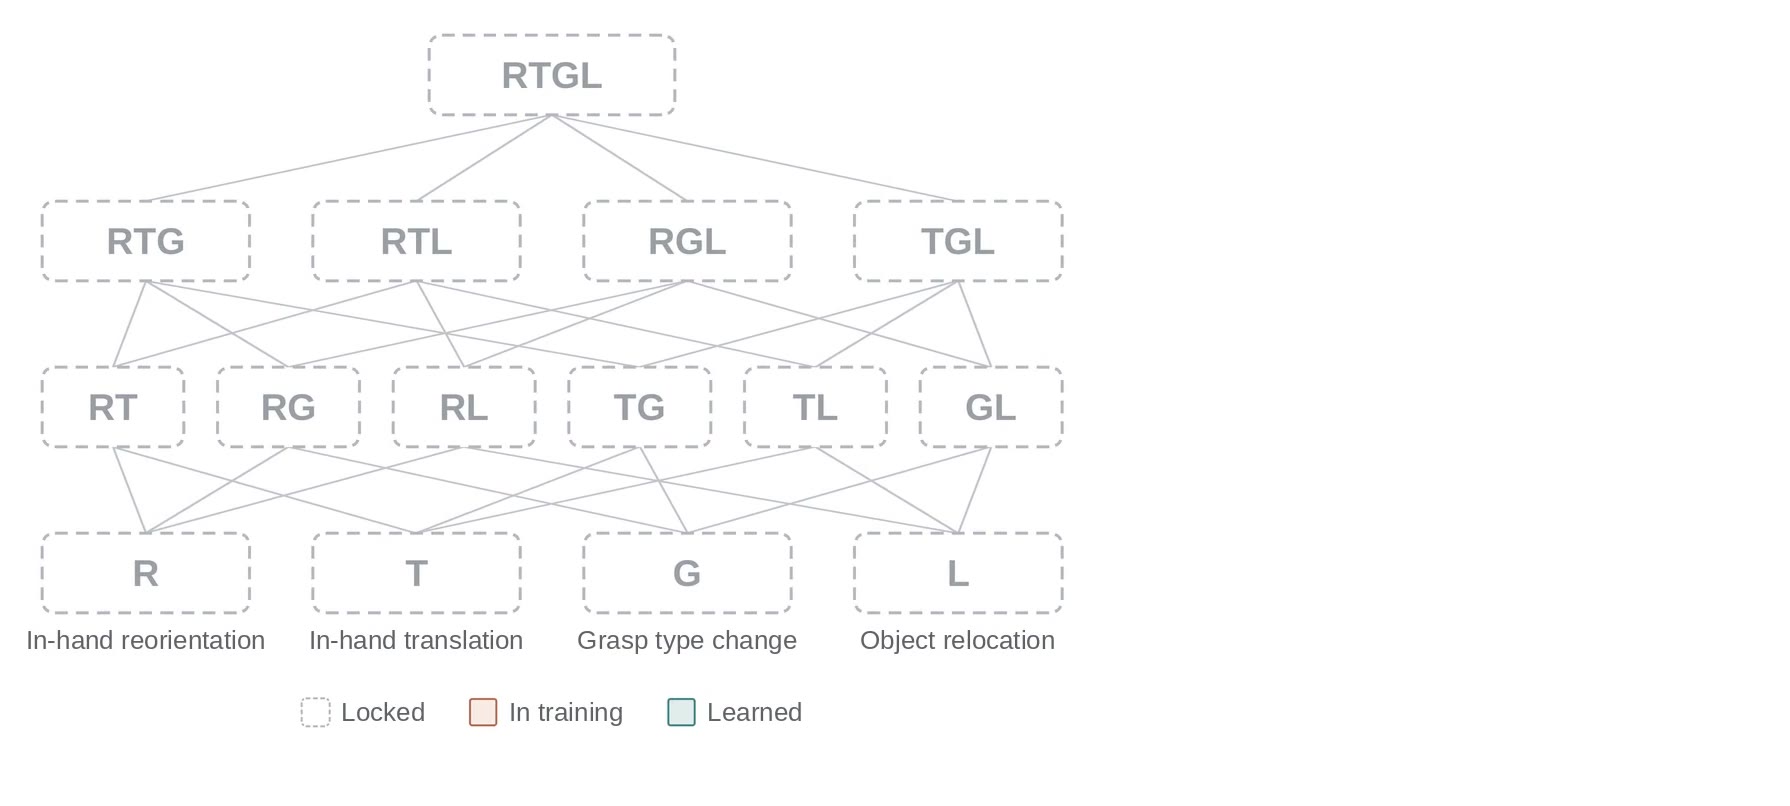 RTGL
RTG RTL RGL TGL
RT RG RL TG TL GL
R T G L
In-hand reorientation In-hand translation Grasp type change Object relocation
Locked In training Learned